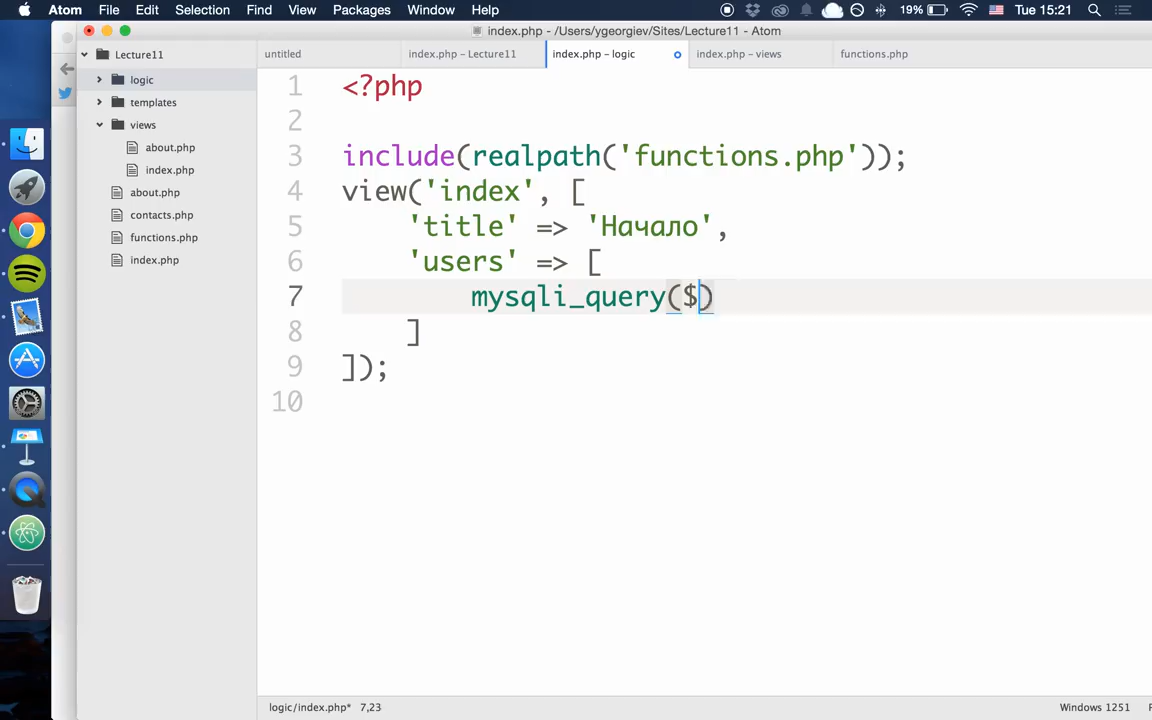 Atom File Edit Selection Find View Packages Window Help 19% Tue 15:21
index.php - /Users/ygeorgiev/Sites/Lecture11 - Atom
Lecture11
logic
templates
views
about.php
index.php
about.php
contacts.php
functions.php
index.php
untitled index.php – Lecture11 index.php – logic index.php – views functions.php
1 <?php
2
3 include(realpath('functions.php'));
4 view('index', [
5 'title' => 'Начало',
6 'users' => [
7 mysqli_query($)
8 ]
9 ]);
10
logic/index.php* 7,23 Windows 1251